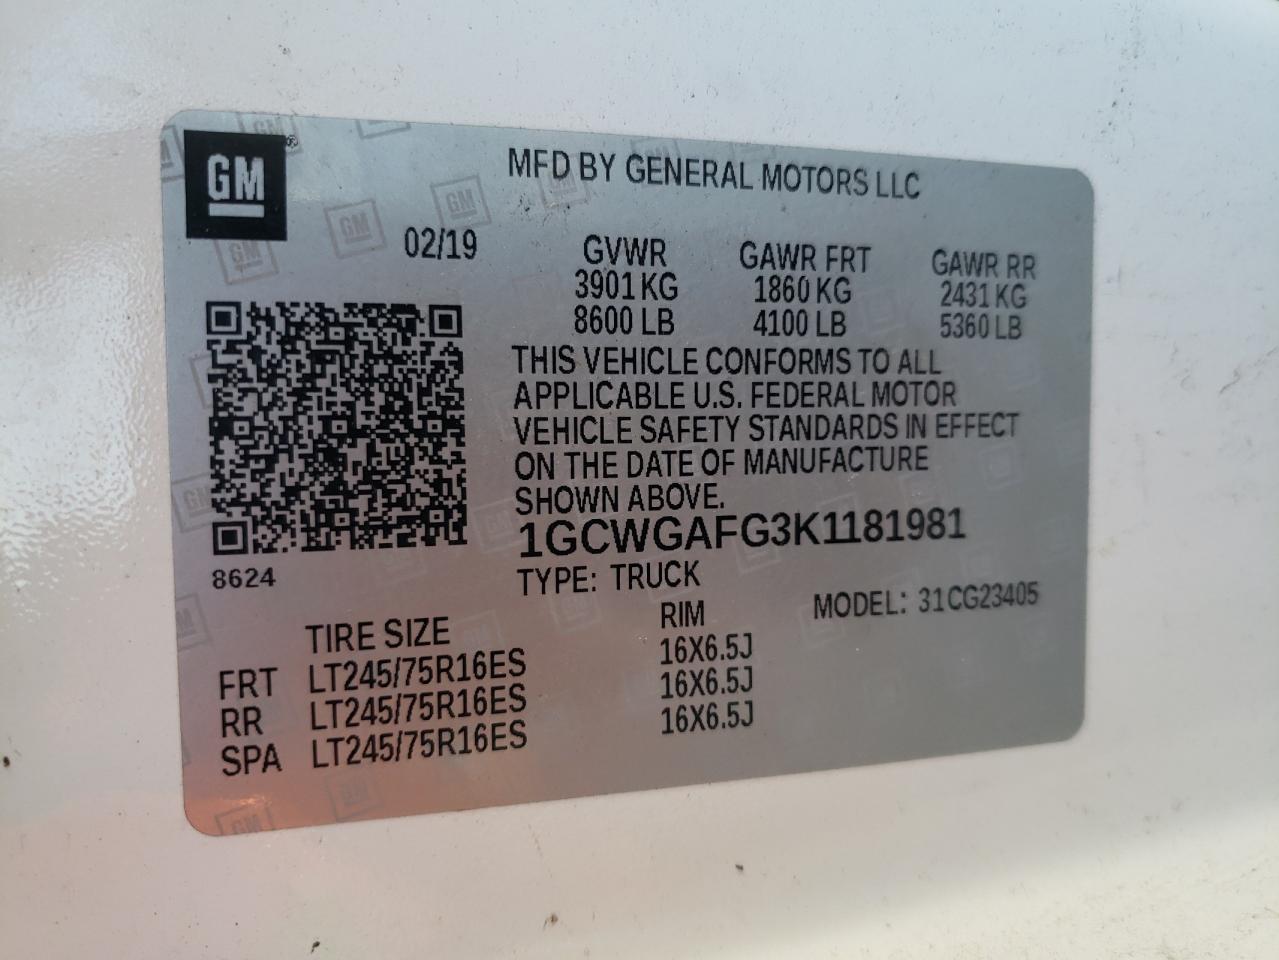 GM
MFD BY GENERAL MOTORS LLC
02/19
GVWR GAWR FRT GAWR RR
3901 KG 1860 KG 2431 KG
8600 LB 4100 LB 5360 LB
THIS VEHICLE CONFORMS TO ALL
APPLICABLE U.S. FEDERAL MOTOR
VEHICLE SAFETY STANDARDS IN EFFECT
ON THE DATE OF MANUFACTURE
SHOWN ABOVE.
1GCWGAFG3K1181981
8624
TYPE: TRUCK
MODEL: 31CG23405
TIRE SIZE RIM
FRT LT245/75R16ES 16X6.5J
RR LT245/75R16ES 16X6.5J
SPA LT245/75R16ES 16X6.5J